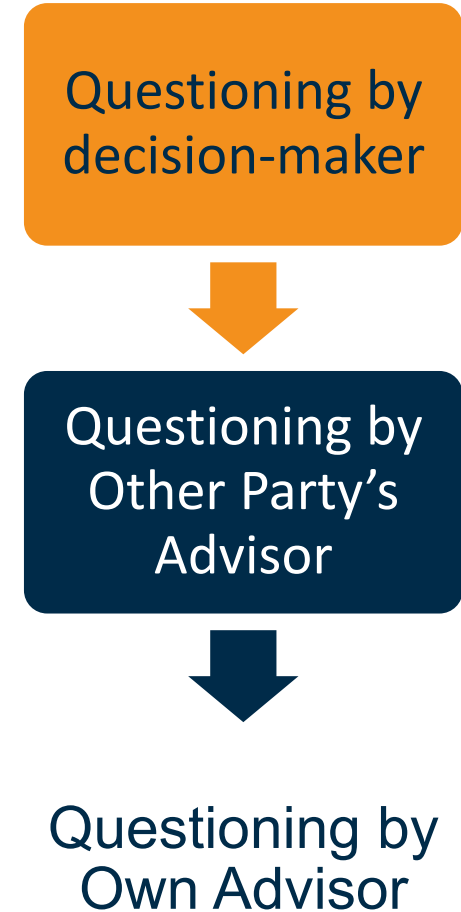 Questioning by
decision-maker
Questioning by
Other Party’s
Advisor
Questioning by
Own Advisor